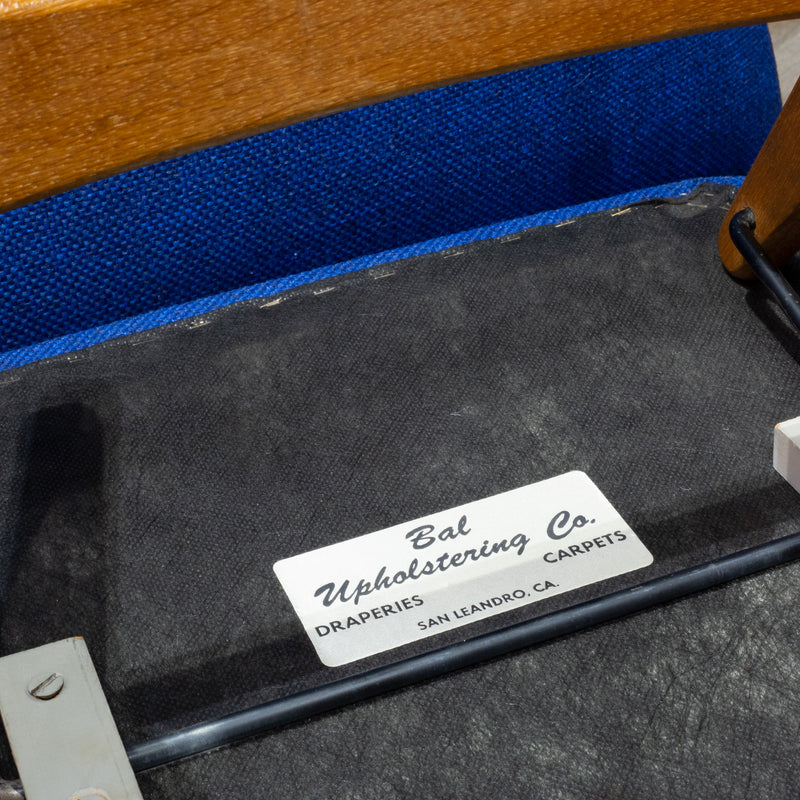 Bal
Upholstering Co.
DRAPERIES CARPETS
SAN LEANDRO, CA.